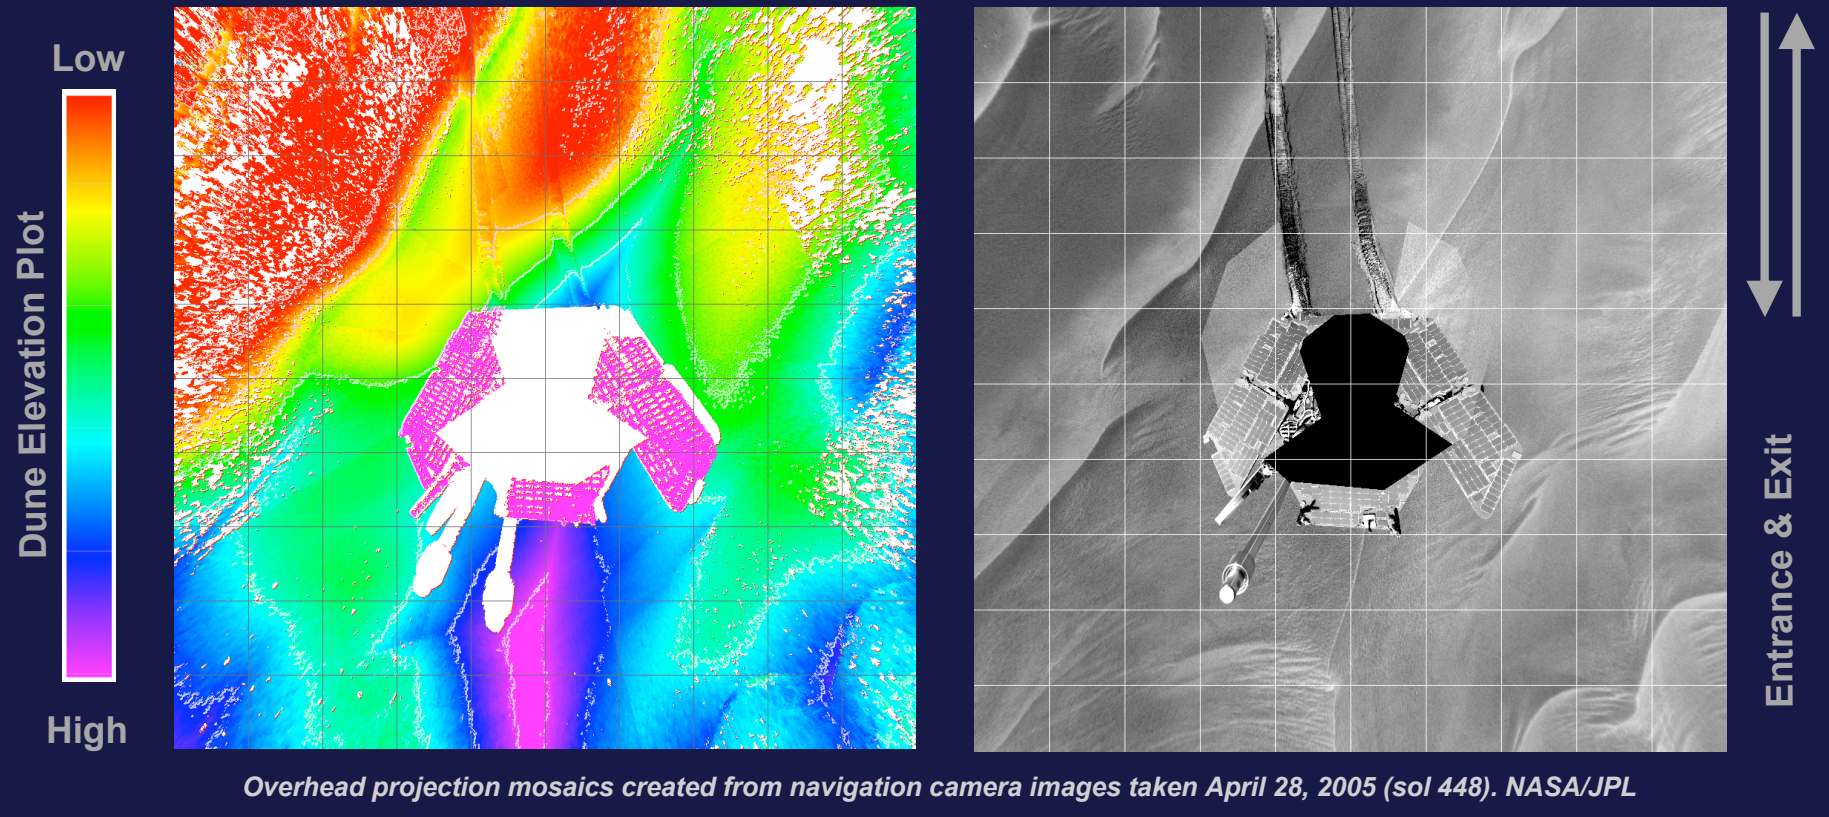 Low
Dune Elevation Plot
High
Entrance & Exit
Overhead projection mosaics created from navigation camera images taken April 28, 2005 (sol 448). NASA/JPL